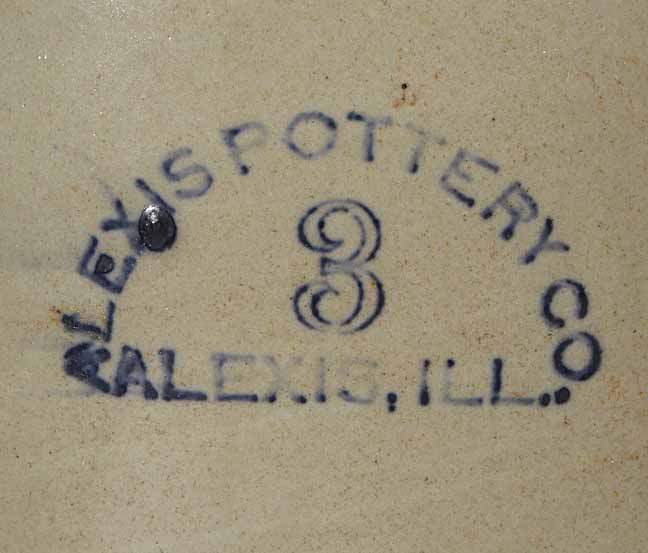 ALEXIS POTTERY CO.
3
ALEXIS, ILL.